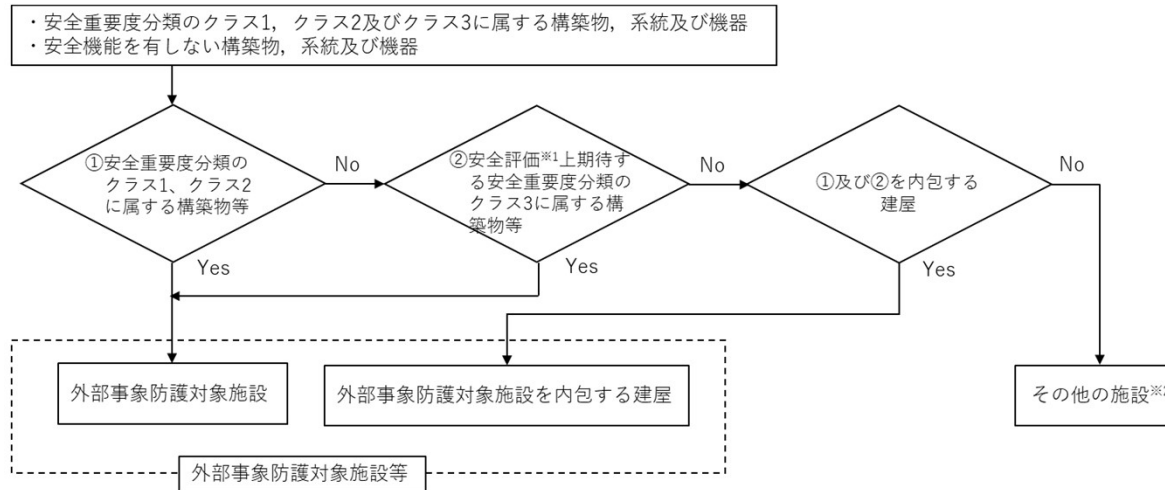 ・安全重要度分類のクラス1，クラス2及びクラス3に属する構築物，系統及び機器
・安全機能を有しない構築物，系統及び機器
①安全重要度分類の
クラス1、クラス2
に属する構築物等
No
②安全評価※1上期待す
る安全重要度分類の
クラス3に属する構
築物等
No
①及び②を内包する
建屋
No
Yes
Yes
Yes
外部事象防護対象施設
外部事象防護対象施設を内包する建屋
その他の施設※2
外部事象防護対象施設等